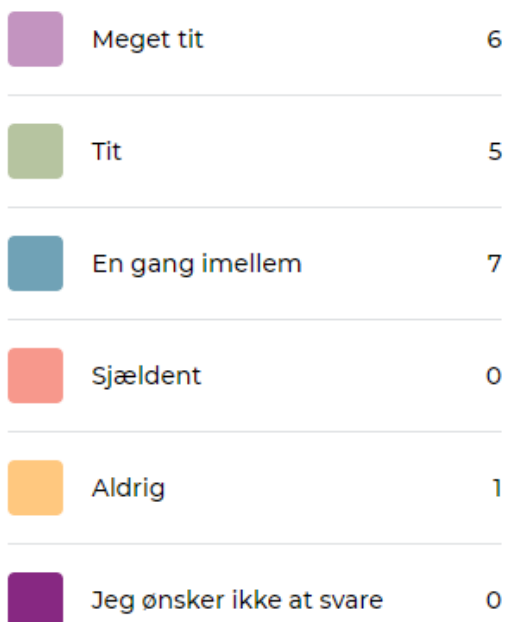 Meget tit 6
Tit 5
En gang imellem 7
Sjældent 0
Aldrig 1
Jeg ønsker ikke at svare 0